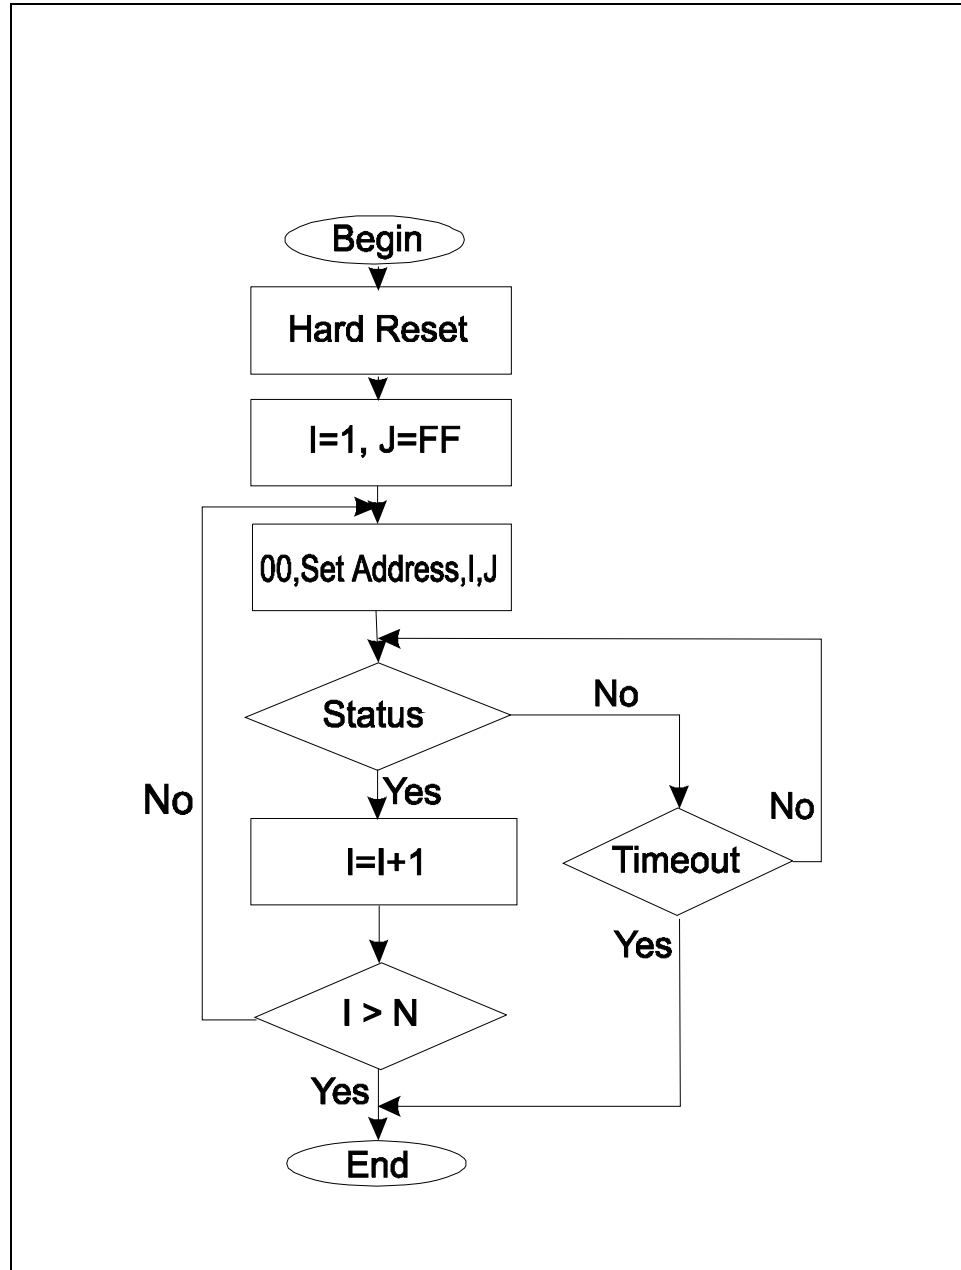 Begin
Hard Reset
I=1, J=FF
00,Set Address,I,J
Status
No
Yes
No
No
I=I+1
Timeout
Yes
I > N
Yes
End